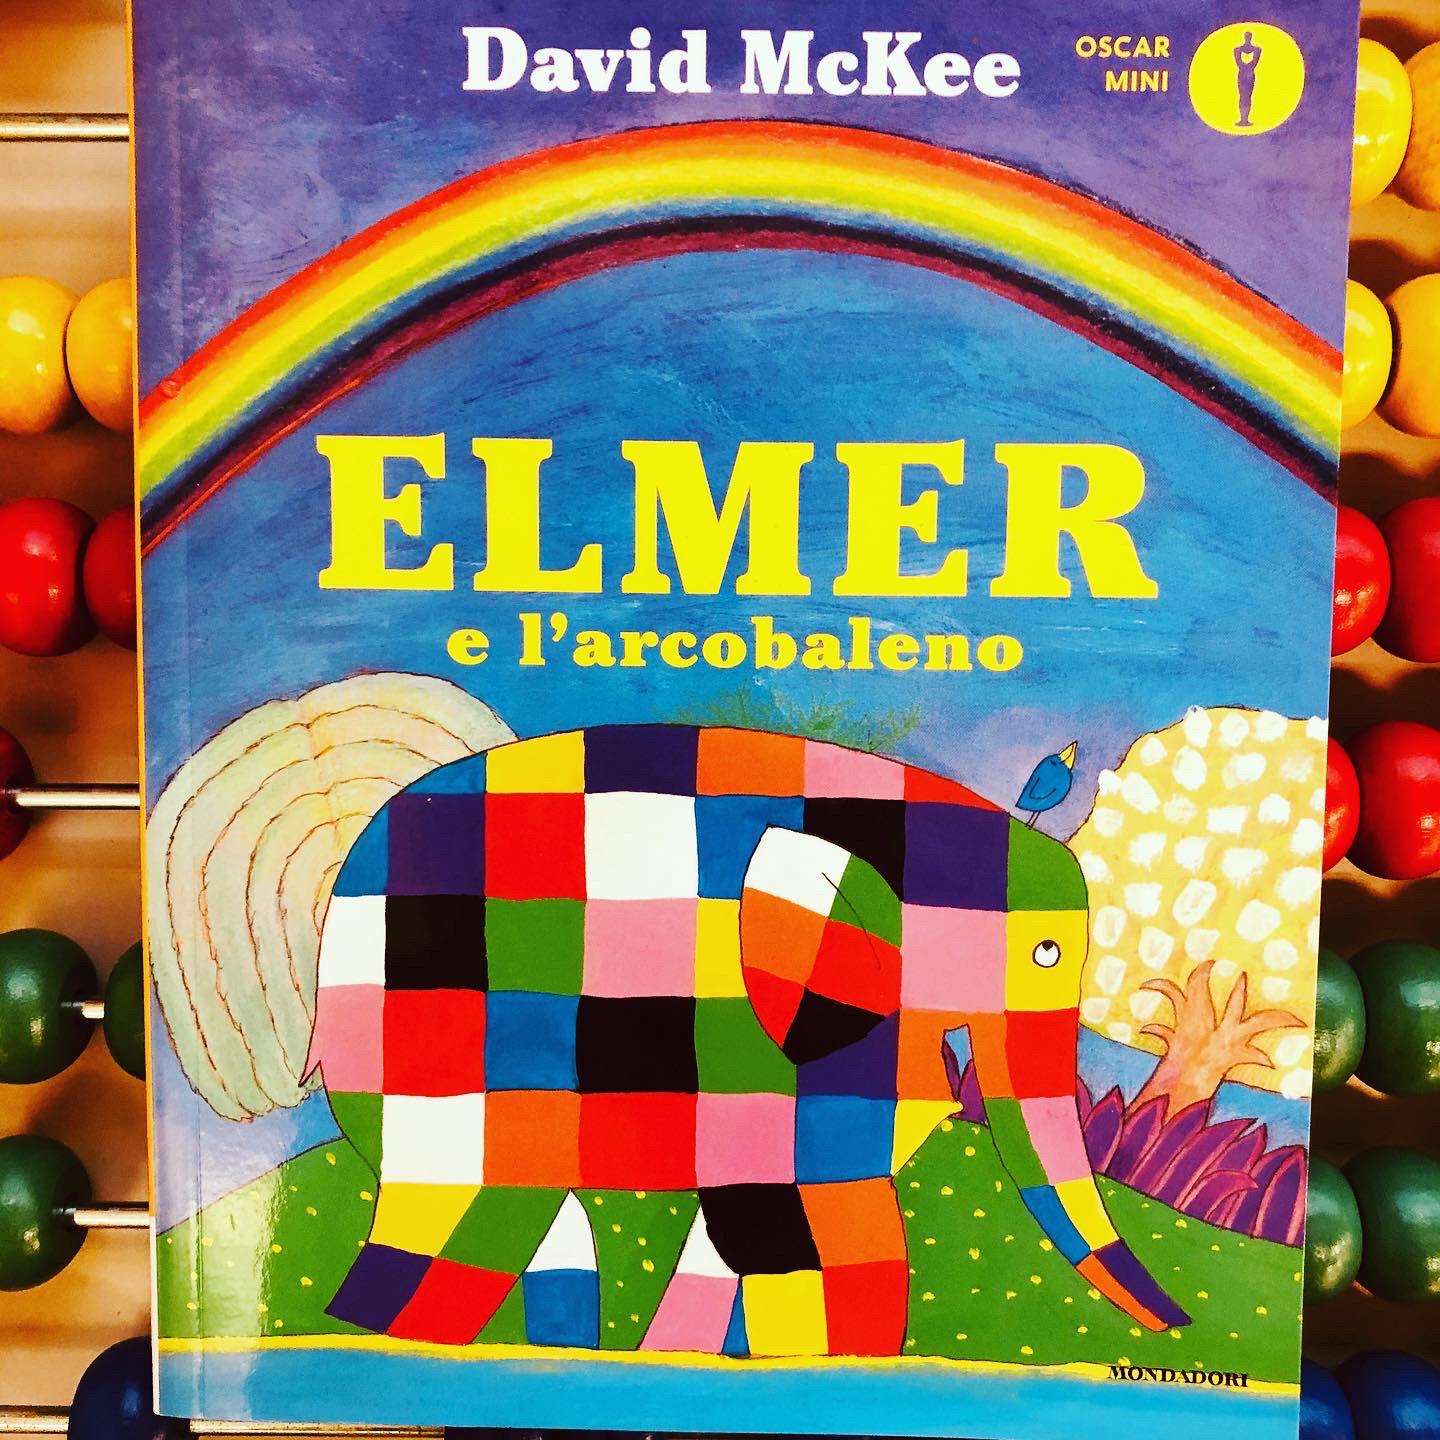 David McKee
OSCAR
MINI
ELMER
e l'arcobaleno
MONDADORI